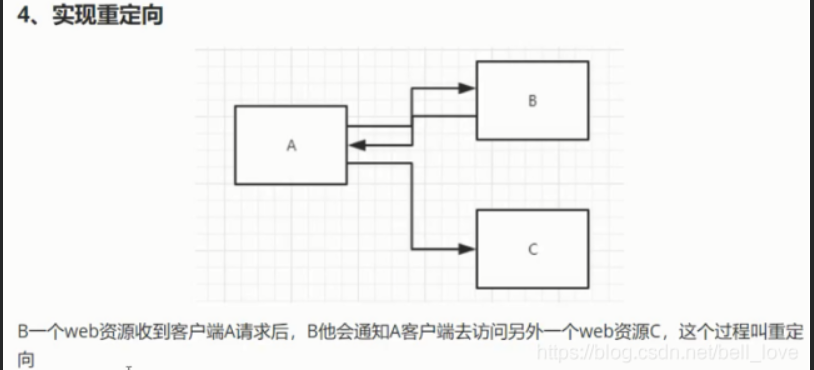 4、实现重定向
B
A
C
B一个web资源收到客户端A请求后，B他会通知A客户端去访问另外一个web资源C，这个过程叫重定
向
https://blog.csdn.net/bell_love